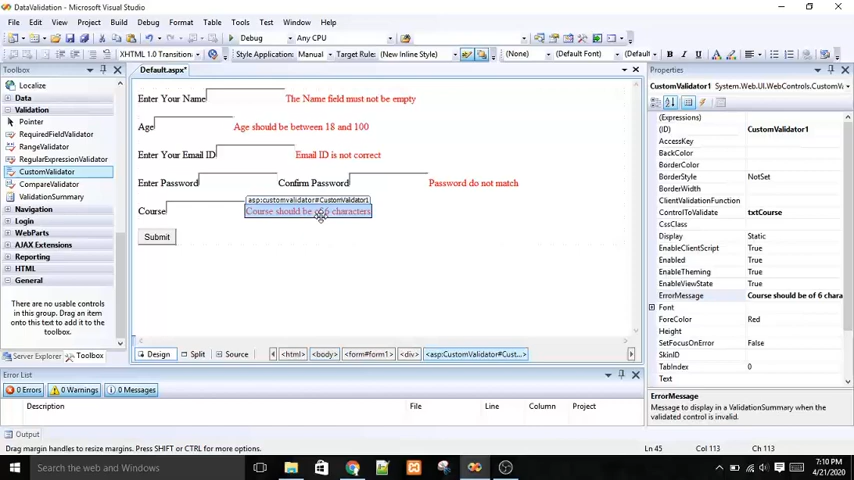 DataValidation - Microsoft Visual Studio
File Edit View Project Build Debug Format Table Tools Test Window Help
Debug Any CPU
XHTML 1.0 Transition Style Application: Manual Target Rule: (New Inline Style) (None) (Default Font) (Default
Toolbox
Localize
Data
Validation
Pointer
RequiredFieldValidator
RangeValidator
RegularExpressionValidator
CustomValidator
CompareValidator
ValidationSummary
Navigation
Login
WebParts
AJAX Extensions
Reporting
HTML
General
There are no usable controls
in this group. Drag an item
onto this text to add it to the
toolbox.
Server Explorer Toolbox
Default.aspx*
Enter Your Name The Name field must not be empty
Age Age should be between 18 and 100
Enter Your Email ID Email ID is not correct
Enter Password Confirm Password Password do not match
asp:customvalidator#CustomValidator1
Course Course should be of 6 characters
Submit
Design Split Source <html> <body> <form#form1> <div> <asp:CustomValidator#Cust...>
Properties
CustomValidator1 System.Web.UI.WebControls.CustomV
(Expressions)
(ID) CustomValidator1
AccessKey
BackColor
BorderColor
BorderStyle NotSet
BorderWidth
ClientValidationFunction
ControlToValidate txtCourse
CssClass
Display Static
EnableClientScript True
Enabled True
EnableTheming True
EnableViewState True
ErrorMessage Course should be of 6 chara
Font
ForeColor Red
Height
SetFocusOnError False
SkinID
TabIndex 0
Text
ErrorMessage
Message to display in a ValidationSummary when the
validated control is invalid.
Error List
0 Errors 0 Warnings 0 Messages
Description File Line Column Project
Output
Drag margin handles to resize margins. Press SHIFT or CTRL for more options. Ln 45 Col 113 Ch 113
Search the web and Windows
7:10 PM
4/21/2020